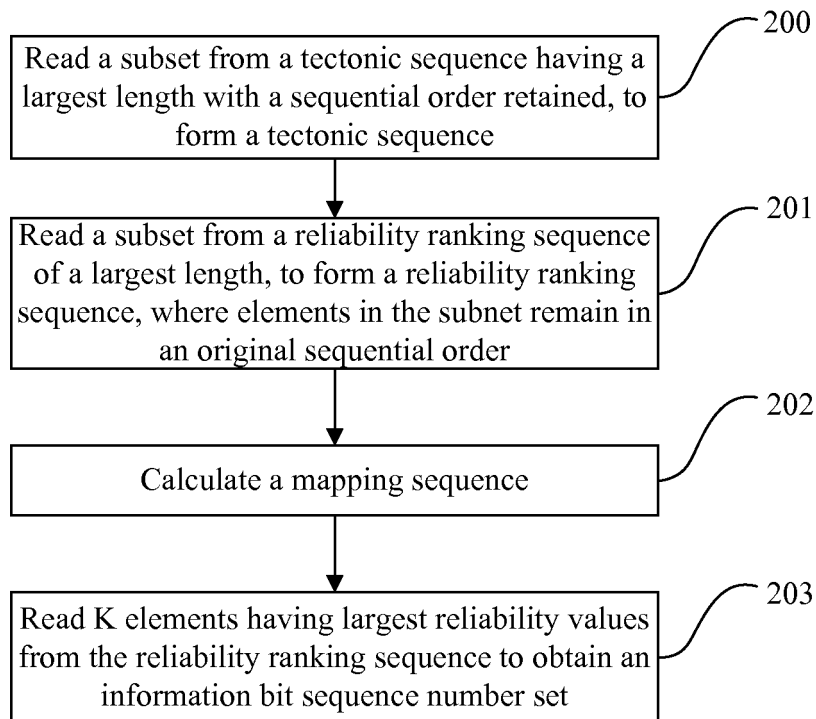 200
Read a subset from a tectonic sequence having a
largest length with a sequential order retained, to
form a tectonic sequence
201
Read a subset from a reliability ranking sequence
of a largest length, to form a reliability ranking
sequence, where elements in the subnet remain in
an original sequential order
202
Calculate a mapping sequence
203
Read K elements having largest reliability values
from the reliability ranking sequence to obtain an
information bit sequence number set